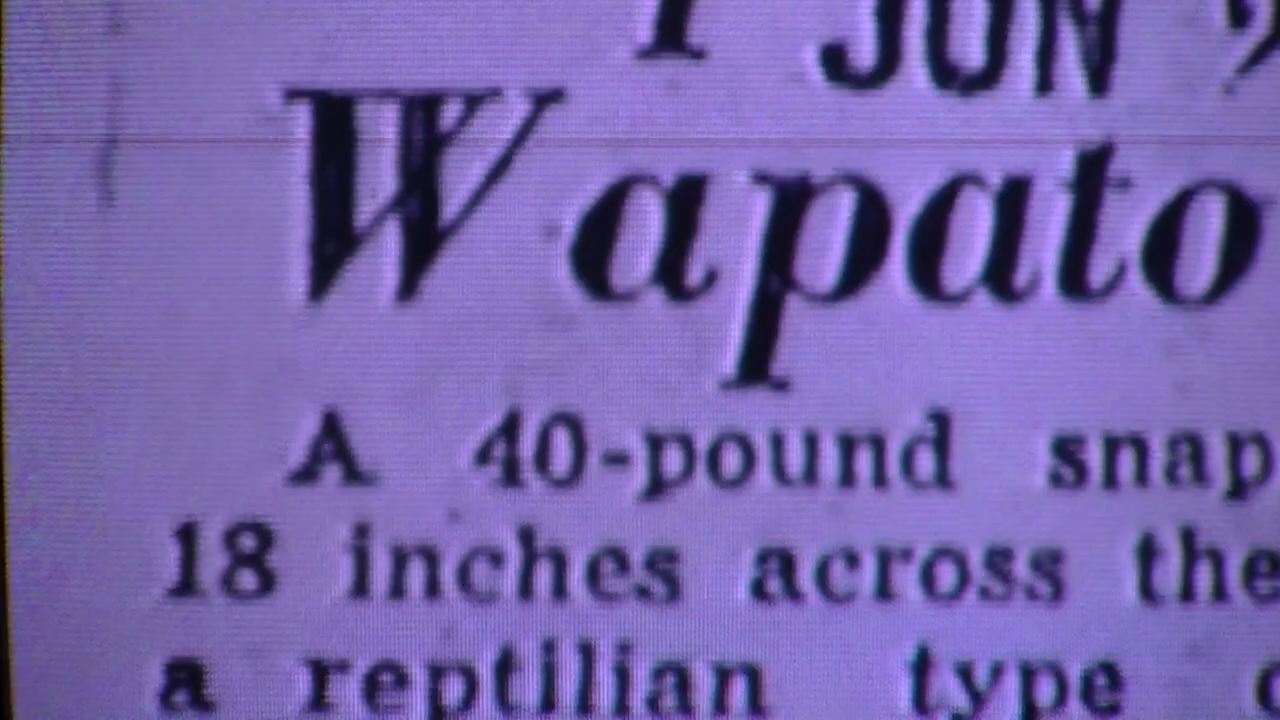 JUN
Wapato
A 40-pound snap
18 inches across the
a reptilian type